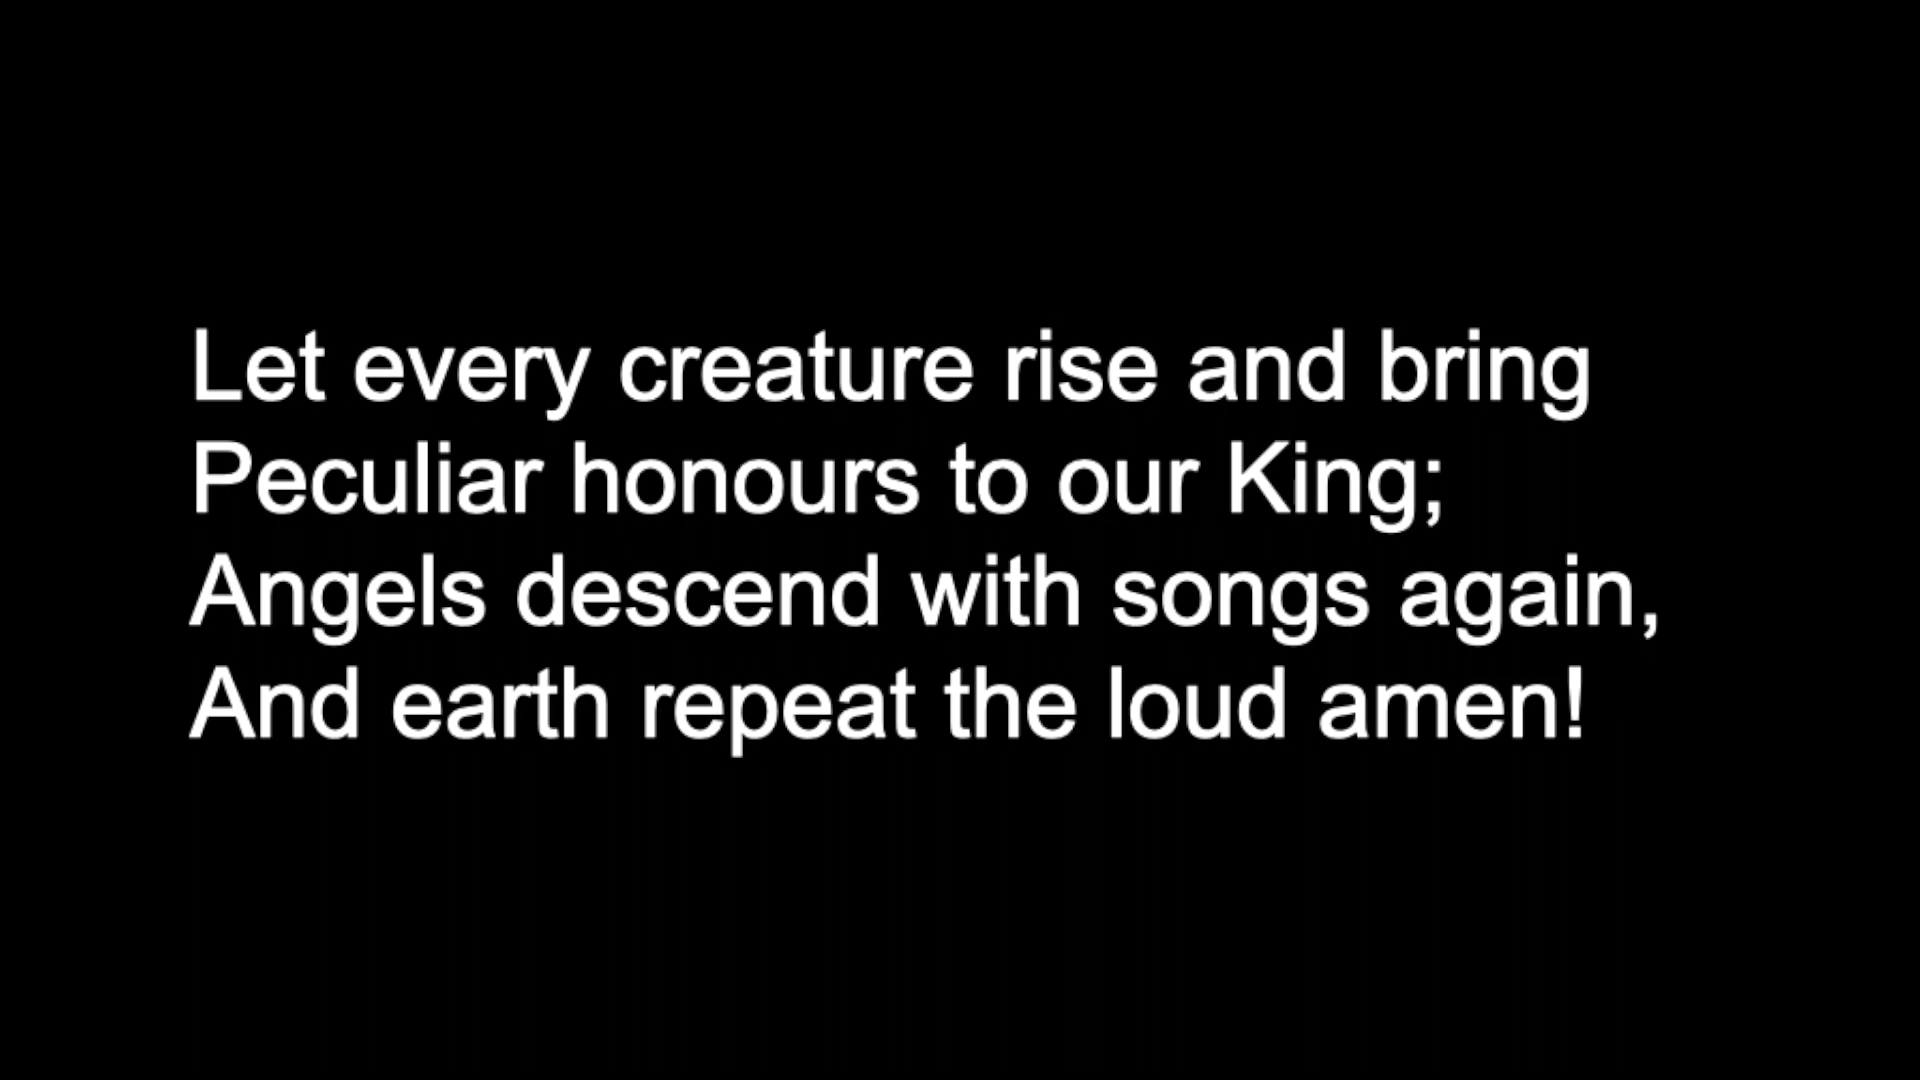 Let every creature rise and bring
Peculiar honours to our King;
Angels descend with songs again,
And earth repeat the loud amen!